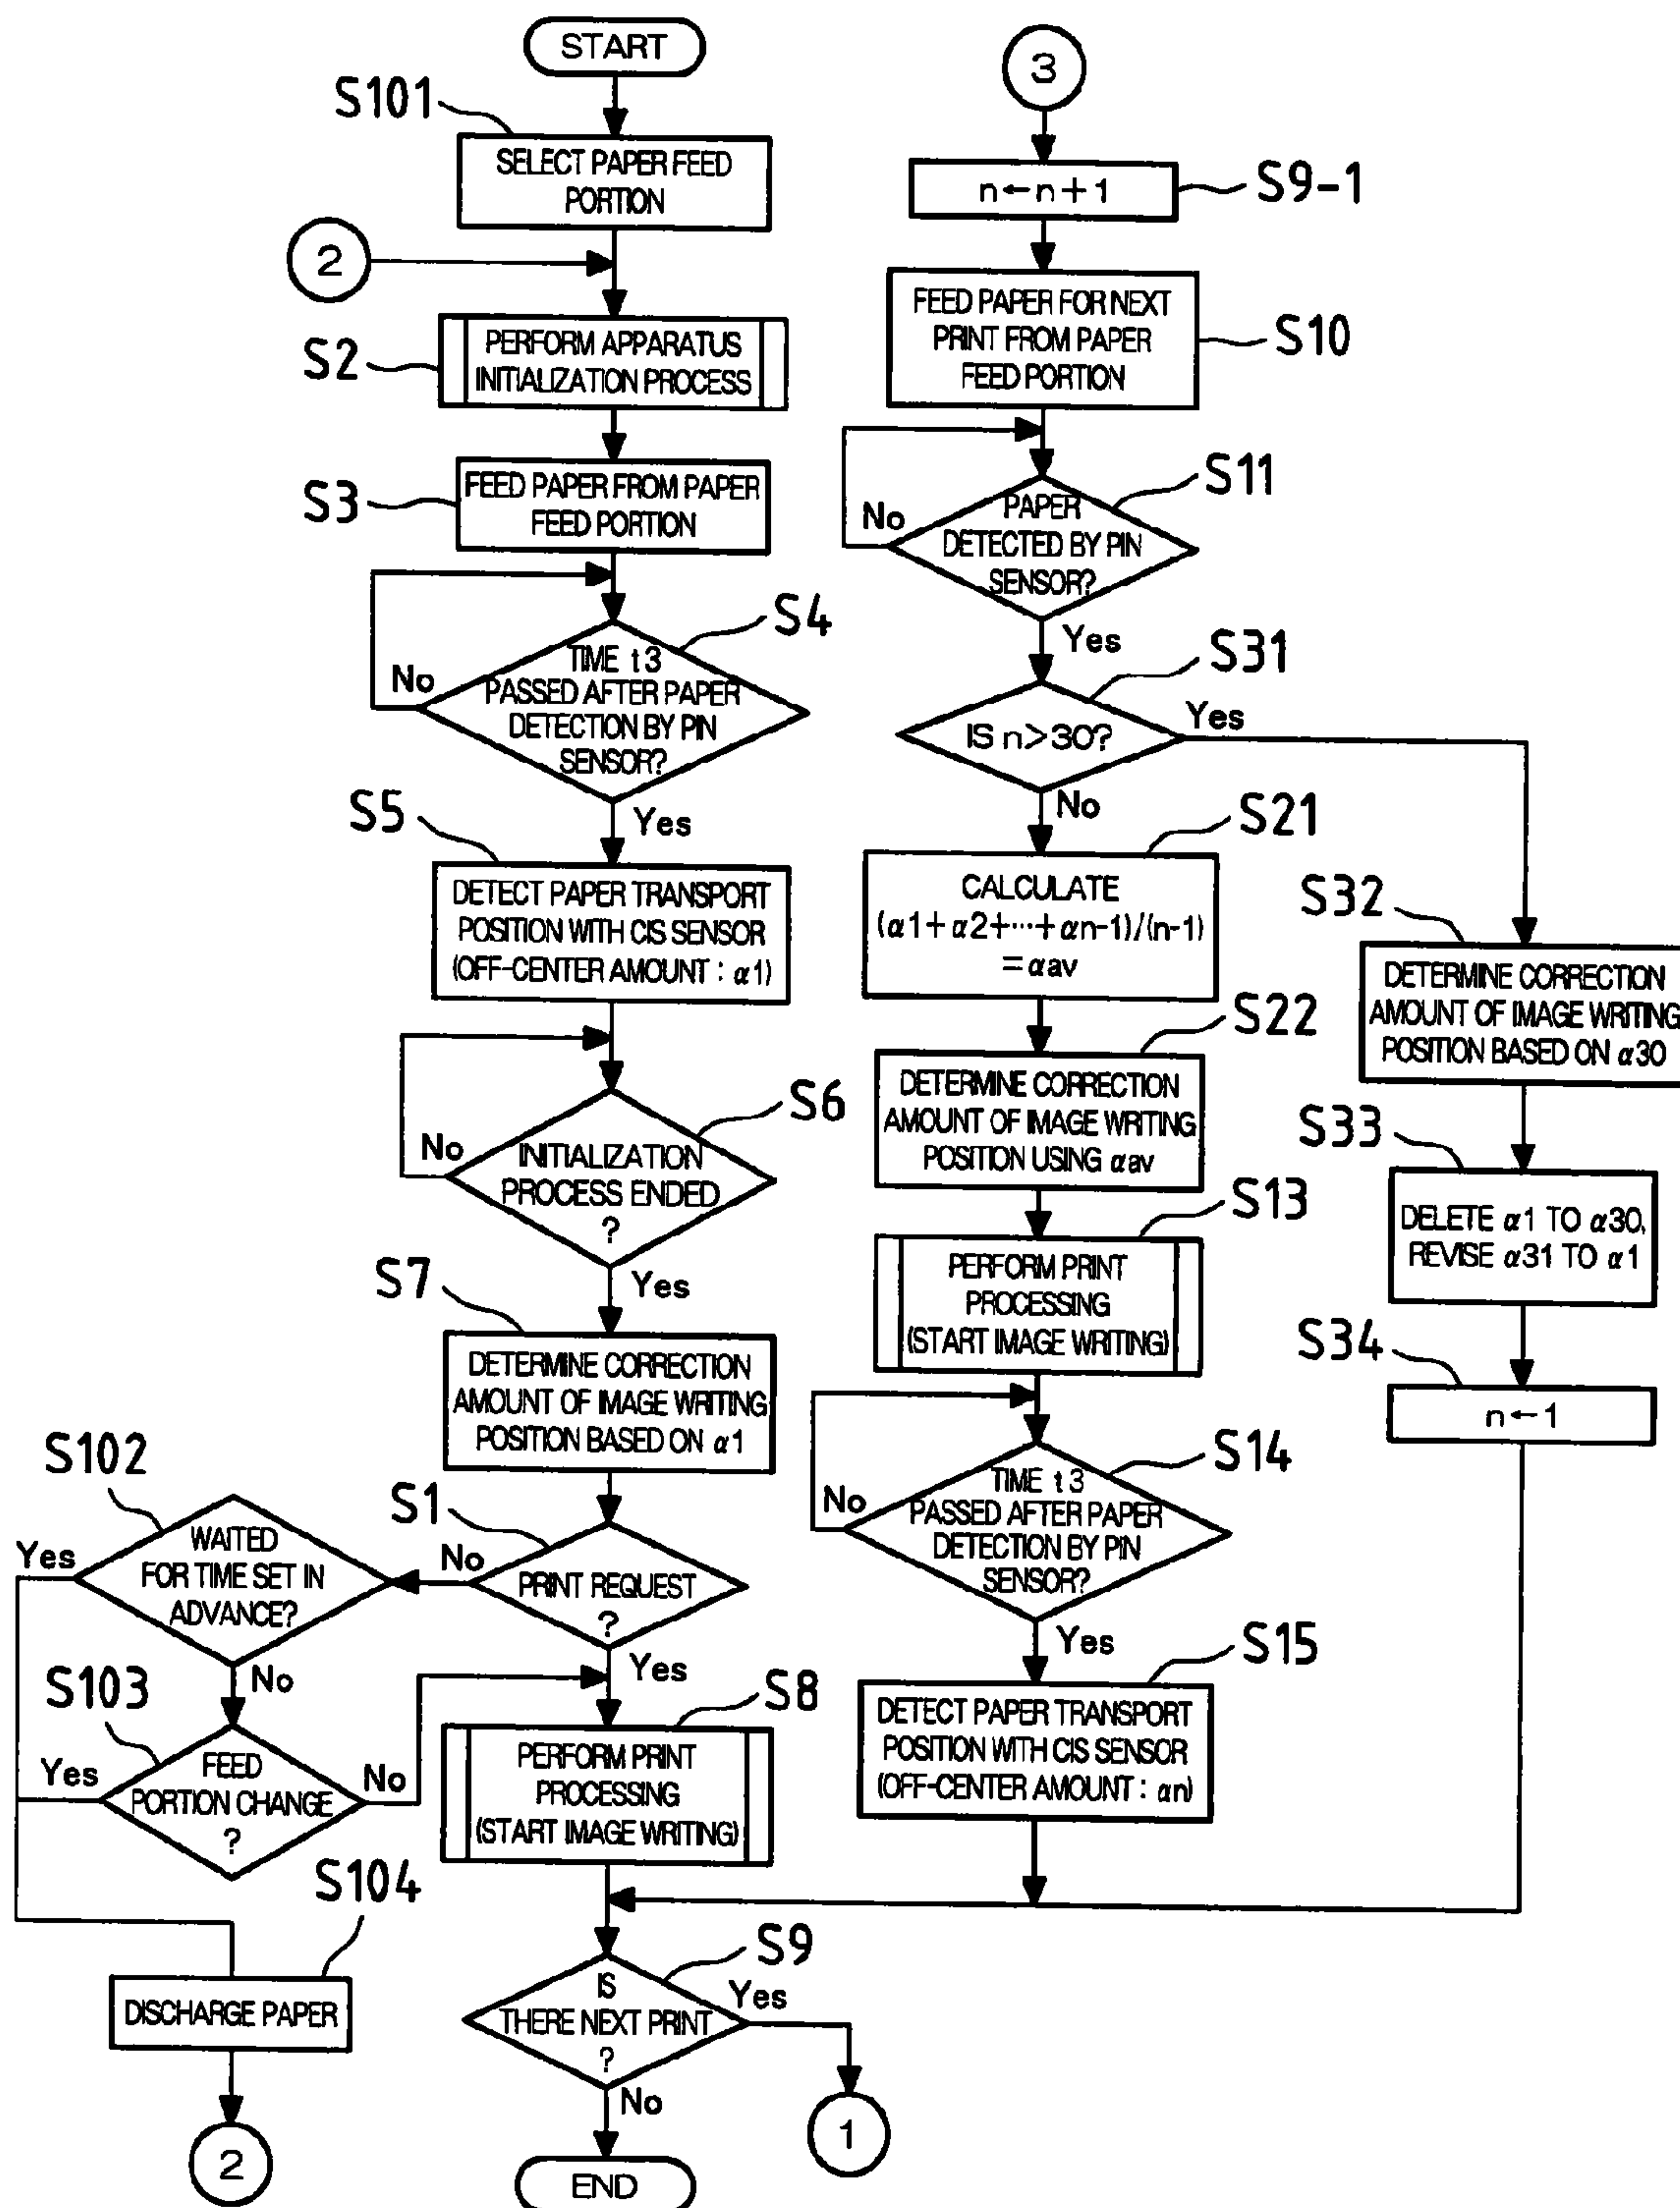 START
S101
SELECT PAPER FEED
PORTION
2
S2
PERFORM APPARATUS
INITIALIZATION PROCESS
S3
FEED PAPER FROM PAPER
FEED PORTION
S4
TIME t3
PASSED AFTER PAPER
DETECTION BY PIN
SENSOR?
No
Yes
S5
DETECT PAPER TRANSPORT
POSITION WITH CIS SENSOR
(OFF-CENTER AMOUNT : α1)
S6
No
INITIALIZATION
PROCESS ENDED
?
Yes
S7
DETERMINE CORRECTION
AMOUNT OF IMAGE WRITING
POSITION BASED ON α1
S1
PRINT REQUEST
?
No
Yes
S102
WAITED
FOR TIME SET IN
ADVANCE?
Yes
No
S103
FEED
PORTION CHANGE
?
Yes
No
S8
PERFORM PRINT
PROCESSING
(START IMAGE WRITING)
S104
DISCHARGE PAPER
2
S9
IS
THERE NEXT PRINT
?
Yes
1
No
END
3
n←n+1
S9-1
FEED PAPER FOR NEXT
PRINT FROM PAPER
FEED PORTION
S10
S11
PAPER
DETECTED BY PIN
SENSOR?
No
Yes
S31
IS n>30?
Yes
No
S21
CALCULATE
(α1+α2+···+αn-1)/(n-1)
=αav
S22
DETERMINE CORRECTION
AMOUNT OF IMAGE WRITING
POSITION USING αav
S13
PERFORM PRINT
PROCESSING
(START IMAGE WRITING)
S14
TIME t3
PASSED AFTER PAPER
DETECTION BY PIN
SENSOR?
No
Yes
S15
DETECT PAPER TRANSPORT
POSITION WITH CIS SENSOR
(OFF-CENTER AMOUNT : αn)
S32
DETERMINE CORRECTION
AMOUNT OF IMAGE WRITING
POSITION BASED ON α30
S33
DELETE α1 TO α30,
REVISE α31 TO α1
S34
n←1